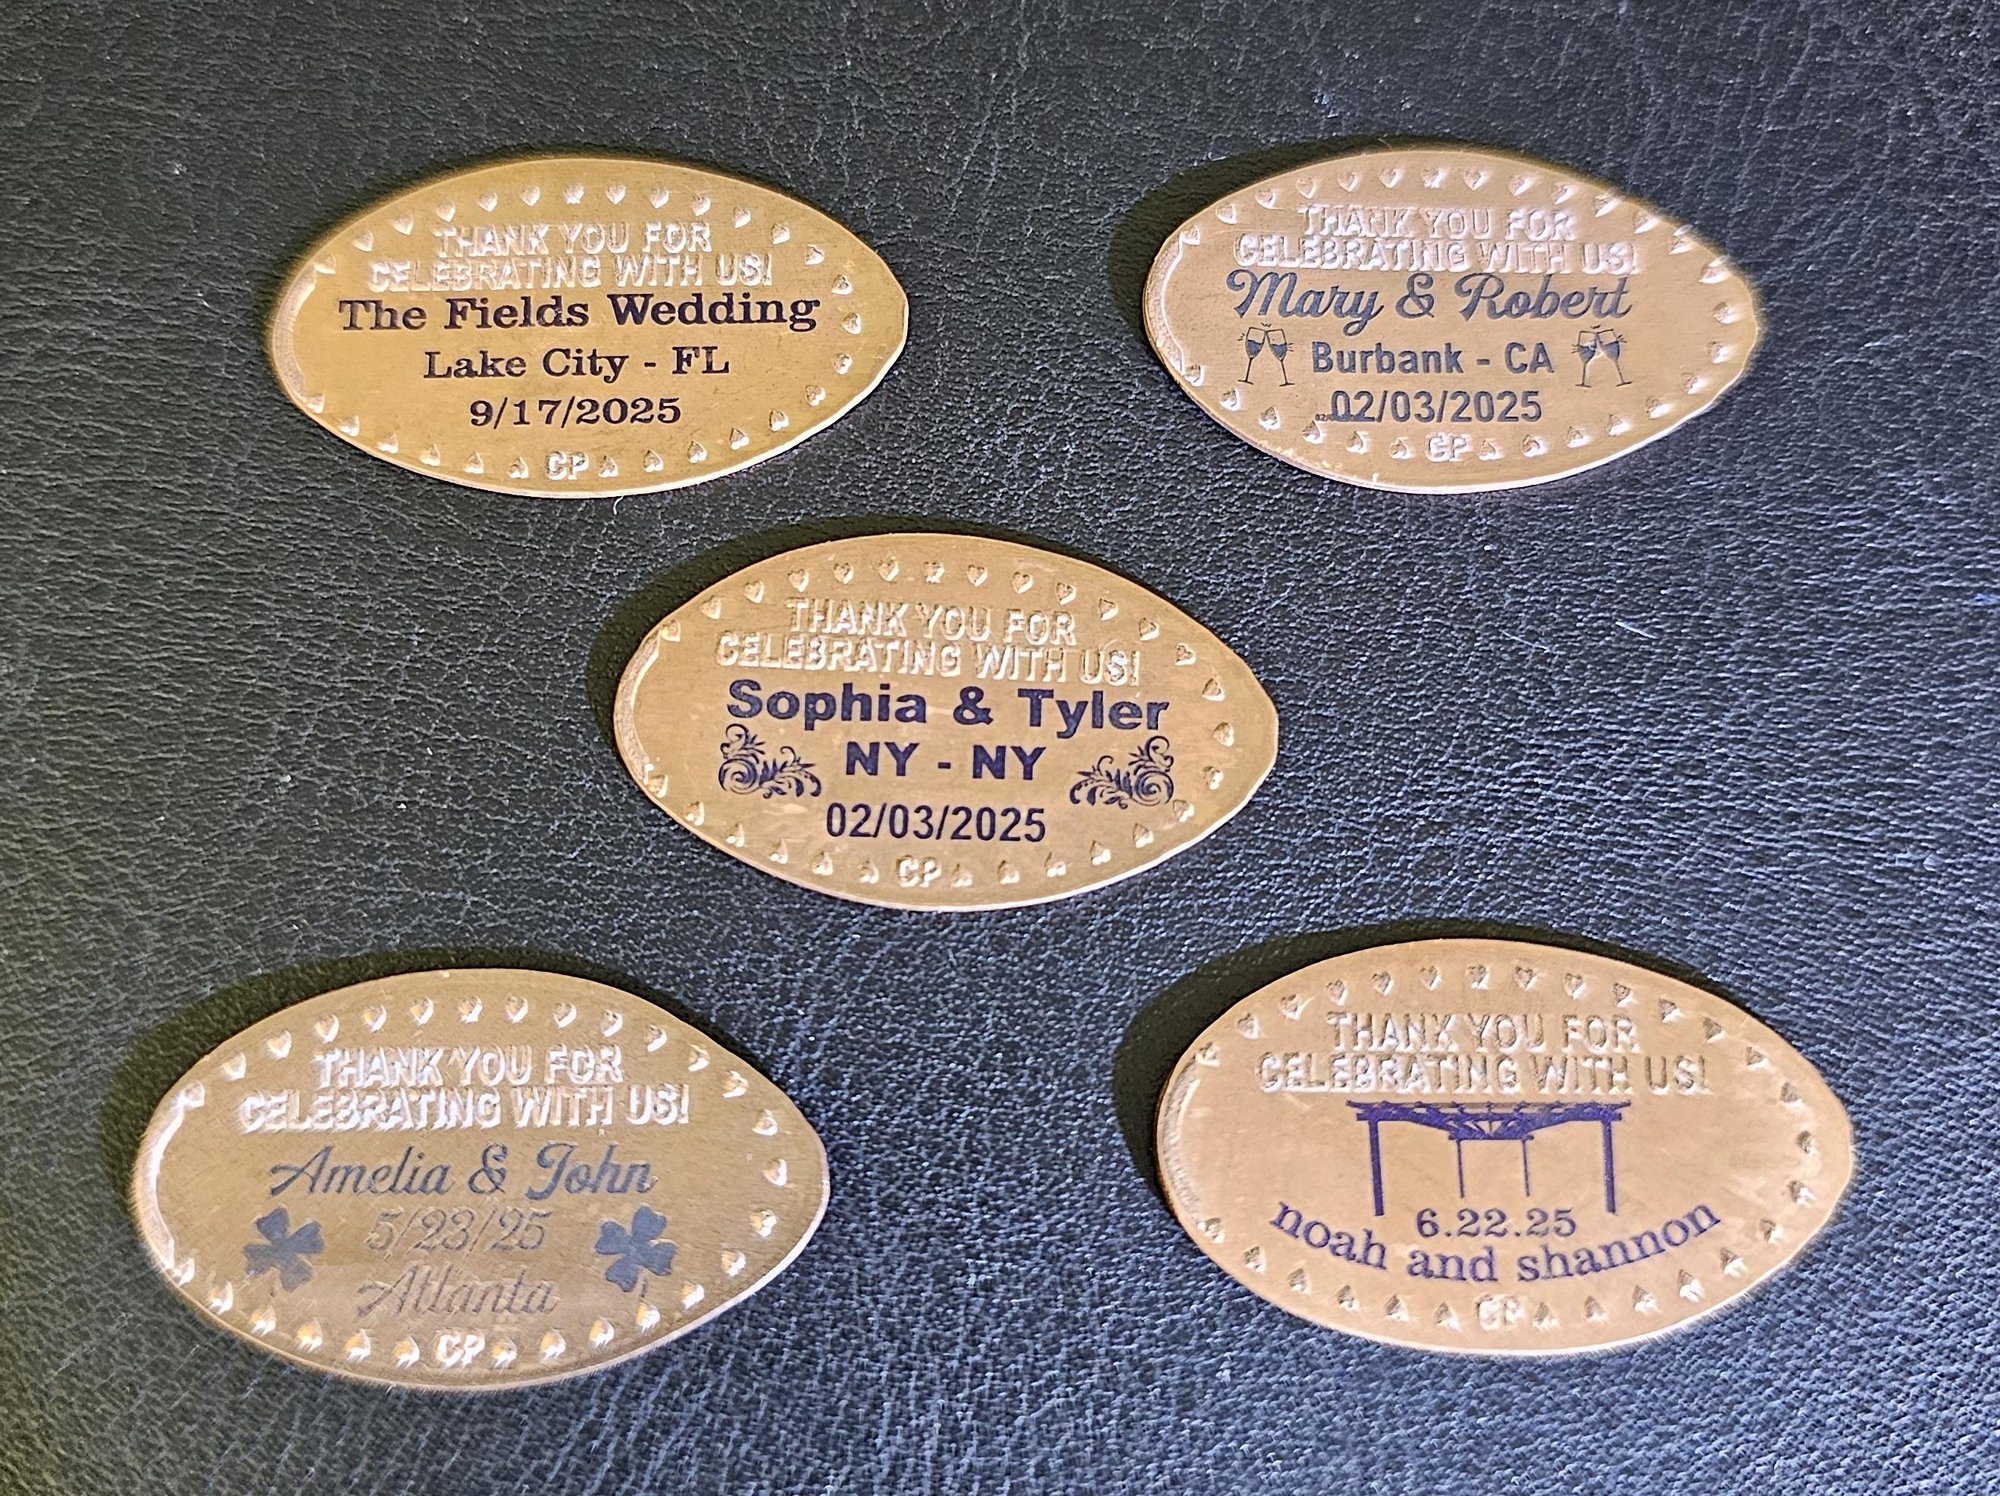 THANK YOU FOR
CELEBRATING WITH US!
The Fields Wedding
Lake City - FL
9/17/2025
CP
THANK YOU FOR
CELEBRATING WITH US!
Mary & Robert
Burbank - CA
02/03/2025
CP
THANK YOU FOR
CELEBRATING WITH US!
Sophia & Tyler
NY - NY
02/03/2025
CP
THANK YOU FOR
CELEBRATING WITH US!
Amelia & John
5/23/25
Atlanta
CP
THANK YOU FOR
CELEBRATING WITH US!
6.22.25
noah and shannon
CP